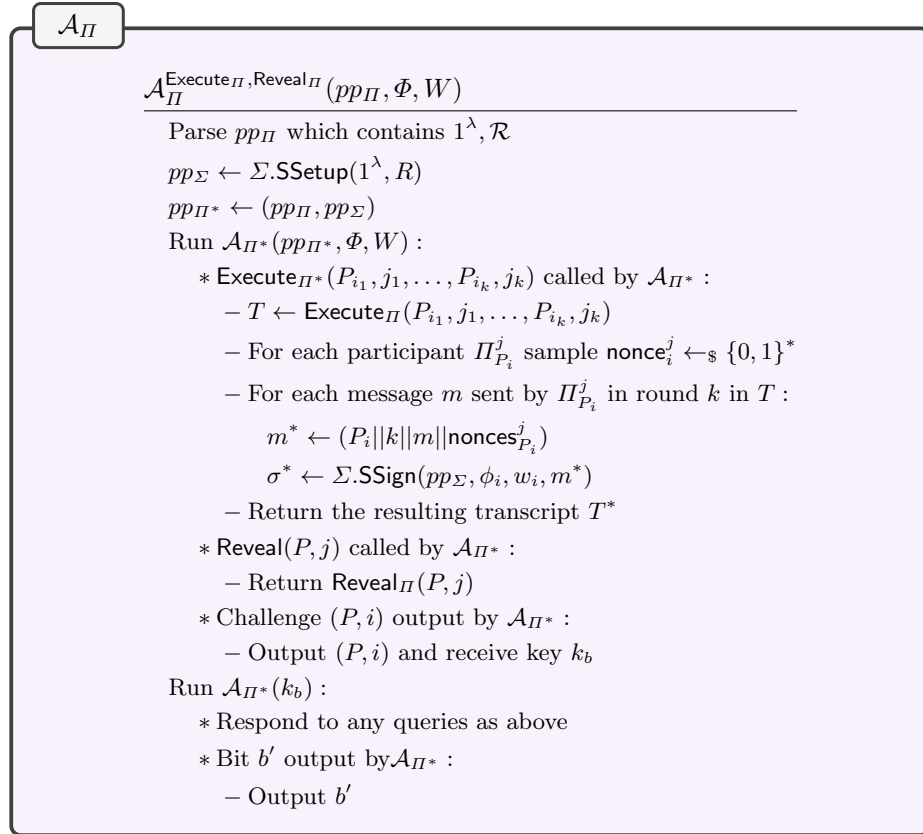 𝒜_Π
𝒜_Π^{Execute_Π,Reveal_Π}(pp_Π, Φ, W)
Parse pp_Π which contains 1^λ, ℛ
pp_Σ ← Σ.SSetup(1^λ, R)
pp_{Π*} ← (pp_Π, pp_Σ)
Run 𝒜_{Π*}(pp_{Π*}, Φ, W) :
∗ Execute_{Π*}(P_{i_1}, j_1, . . . , P_{i_k}, j_k) called by 𝒜_{Π*} :
− T ← Execute_Π(P_{i_1}, j_1, . . . , P_{i_k}, j_k)
− For each participant Π_{P_i}^j sample nonce_i^j ←_$ {0, 1}^*
− For each message m sent by Π_{P_i}^j in round k in T :
m^* ← (P_i||k||m||nonces_{P_i}^j)
σ^* ← Σ.SSign(pp_Σ, ϕ_i, w_i, m^*)
− Return the resulting transcript T^*
∗ Reveal(P, j) called by 𝒜_{Π*} :
− Return Reveal_Π(P, j)
∗ Challenge (P, i) output by 𝒜_{Π*} :
− Output (P, i) and receive key k_b
Run 𝒜_{Π*}(k_b) :
∗ Respond to any queries as above
∗ Bit b′ output by𝒜_{Π*} :
− Output b′